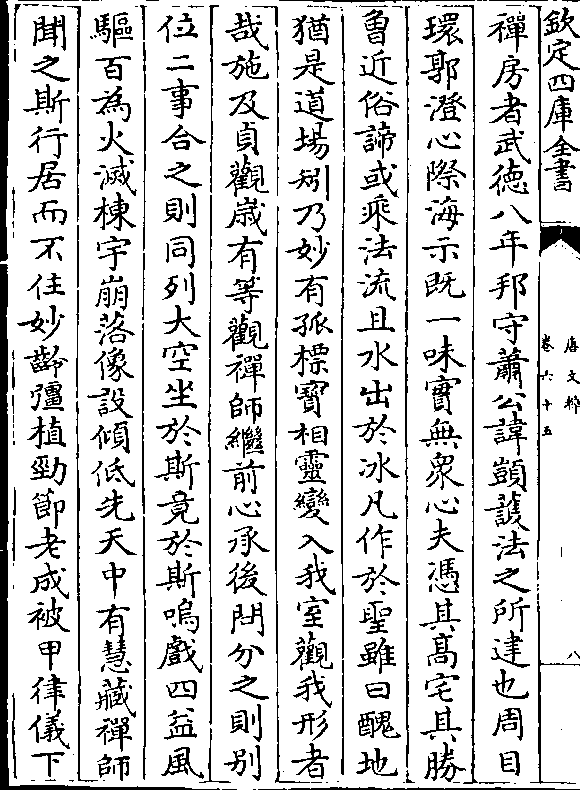 欽定四庫全書
唐文粹
卷六十五
八
禪房者武德八年邦守蕭公諱顗護法之所建也周目
環郭澄心際海示既一味實無衆心夫憑其髙宅其勝
魯近俗諦或乘法流且水出於冰凡作於聖雖曰醜地
猶是道場矧乃妙有孤標寳相靈變入我室觀我形者
哉施及貞觀嵗有等觀禪師繼前心承後問分之則别
位二事合之則同列大空坐於斯竟於斯嗚戲四益風
驅百為火滅棟宇崩落像設傾低先天中有慧藏禪師
聞之斯行居而不住妙齡彊植勁節老成被甲律儀下